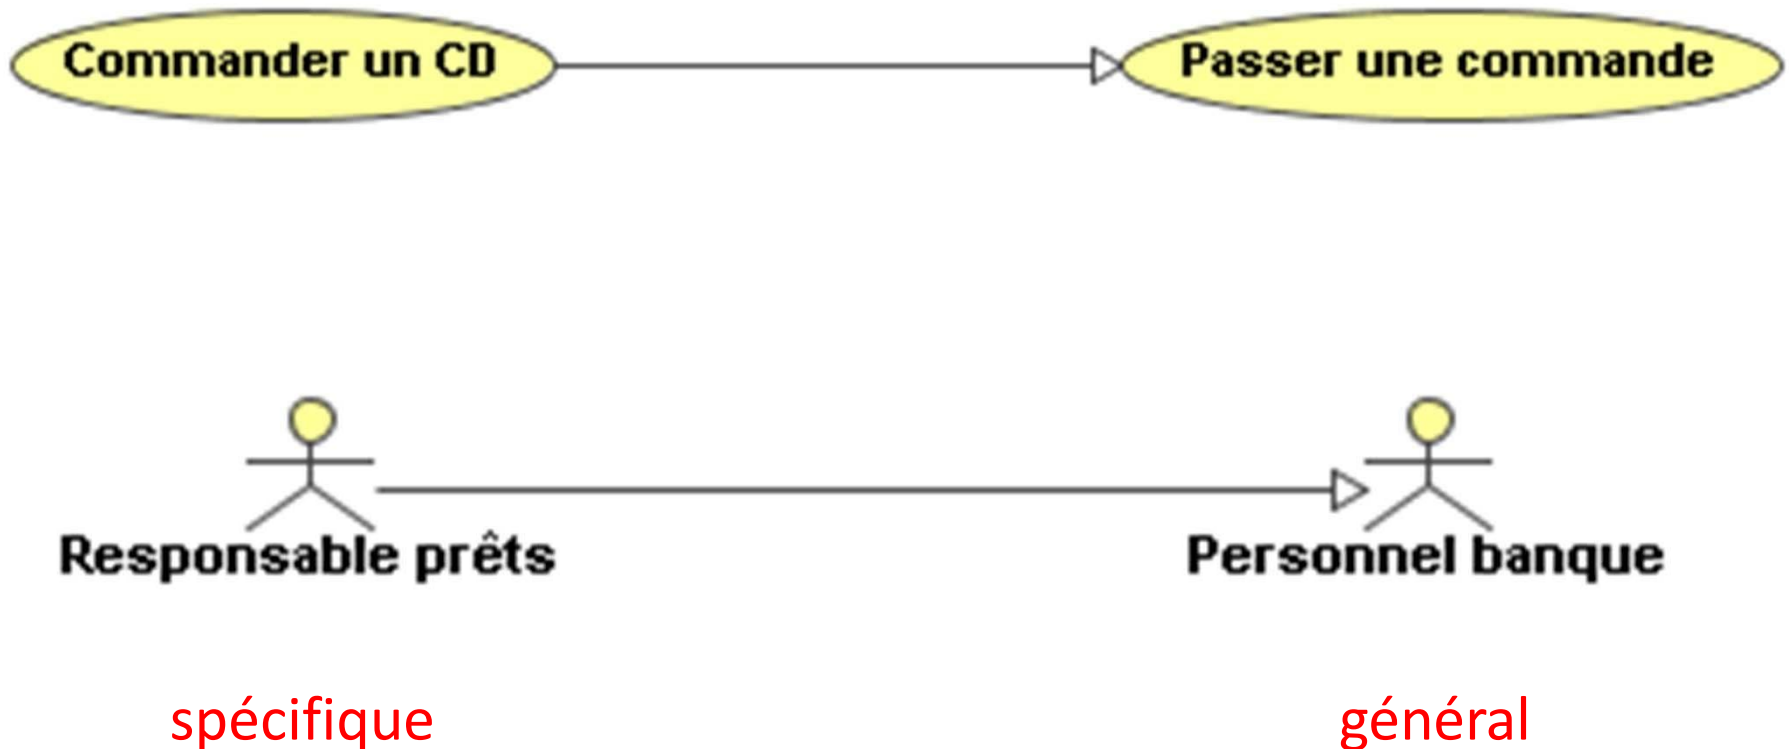 Commander un CD
Passer une commande
Responsable prêts
Personnel banque
spécifique
général